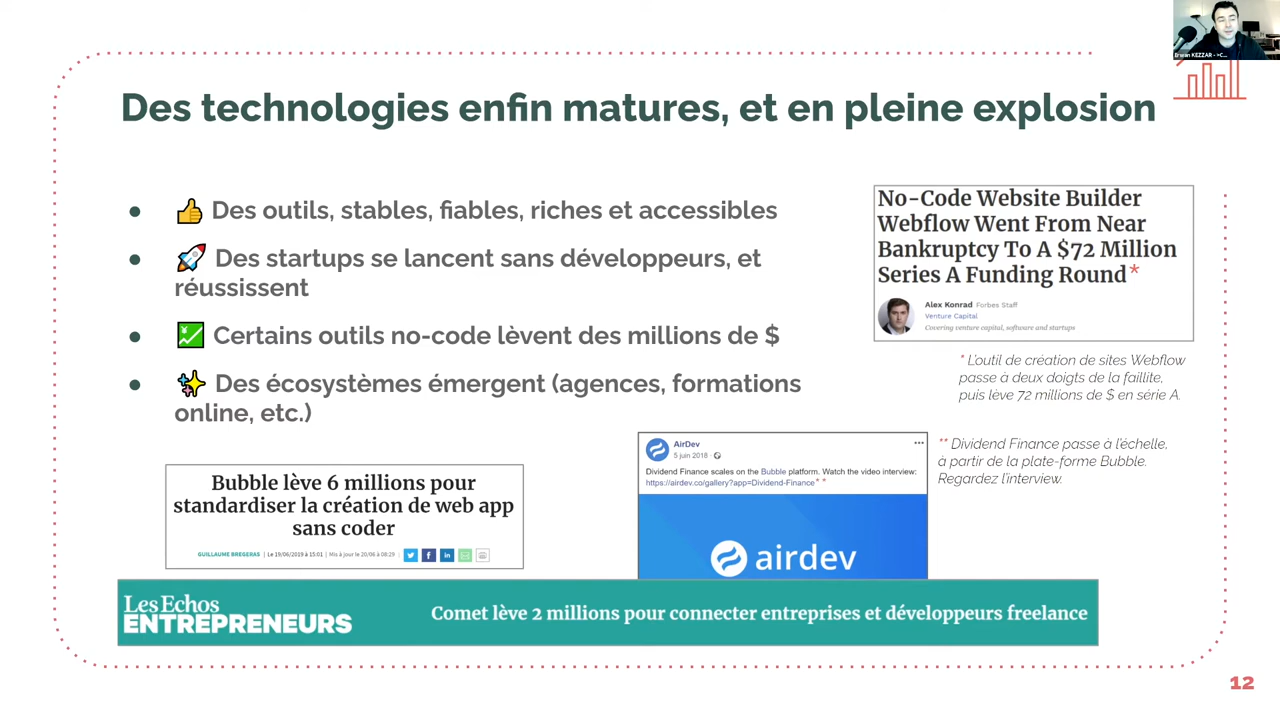 Erwan KEZZAR - >C...
Des technologies enfin matures, et en pleine explosion
Des outils, stables, fiables, riches et accessibles
Des startups se lancent sans développeurs, et
réussissent
Certains outils no-code lèvent des millions de $
Des écosystèmes émergent (agences, formations
online, etc.)
No-Code Website Builder
Webflow Went From Near
Bankruptcy To A $72 Million
Series A Funding Round*
Alex Konrad Forbes Staff
Venture Capital
Covering venture capital, software and startups
* L'outil de création de sites Webflow
passe à deux doigts de la faillite,
puis lève 72 millions de $ en série A.
** Dividend Finance passe à l'échelle,
à partir de la plate-forme Bubble.
Regardez l'interview.
AirDev
5 juin 2018 ·
Dividend Finance scales on the Bubble platform. Watch the video interview:
https://airdev.co/gallery?app=Dividend-Finance**
airdev
Bubble lève 6 millions pour
standardiser la création de web app
sans coder
GUILLAUME BREGERAS | Le 19/06/2019 à 15:01 | Mis à jour le 20/06 à 08:29
Les Echos
ENTREPRENEURS
Comet lève 2 millions pour connecter entreprises et développeurs freelance
12